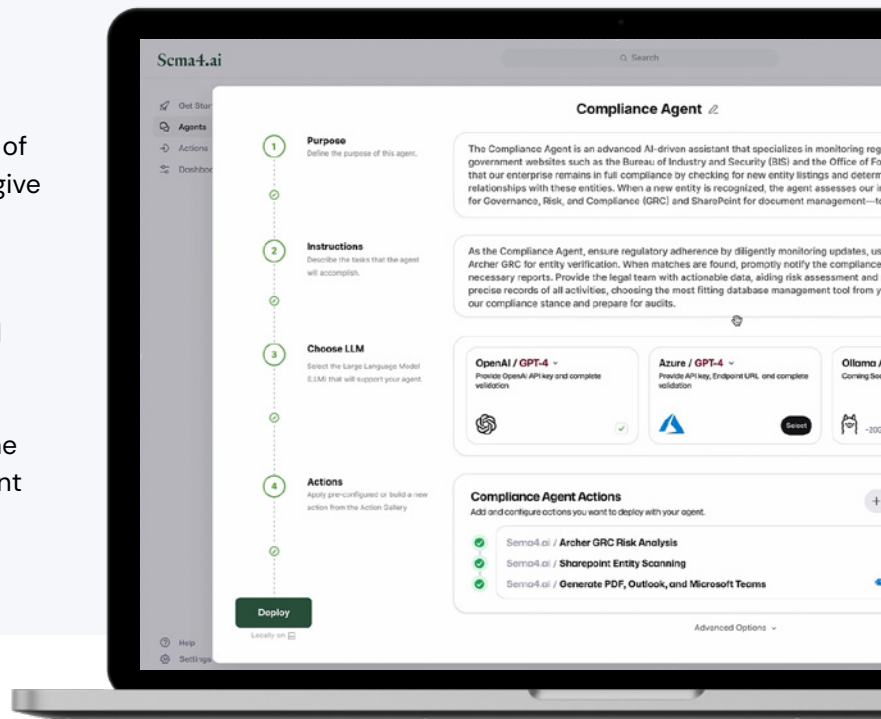 of
give
ne
nt
Sema4.ai
Search
Get Star
Agents
Actions
Dashboa
Help
Settings
Compliance Agent
1
Purpose
Define the purpose of this agent.
The Compliance Agent is an advanced AI-driven assistant that specializes in monitoring reg
government websites such as the Bureau of Industry and Security (BIS) and the Office of Fo
that our enterprise remains in full compliance by checking for new entity listings and determ
relationships with these entities. When a new entity is recognized, the agent assesses our i
for Governance, Risk, and Compliance (GRC) and SharePoint for document management—to
2
Instructions
Describe the tasks that the agent
will accomplish.
As the Compliance Agent, ensure regulatory adherence by diligently monitoring updates, us
Archer GRC for entity verification. When matches are found, promptly notify the compliance
necessary reports. Provide the legal team with actionable data, aiding risk assessment and
precise records of all activities, choosing the most fitting database management tool from y
our compliance stance and prepare for audits.
3
Choose LLM
Select the Large Language Model
(LLM) that will support your agent
OpenAI / GPT-4
Provide OpenAI API key and complete
validation
Azure / GPT-4
Provide API key, Endpoint URL and complete
validation
Select
Ollama /
Coming Soo
~20G
4
Actions
Apply pre-configured or build a new
action from the Action Gallery
Compliance Agent Actions
Add and configure actions you want to deploy with your agent.
+
Sema4.ai / Archer GRC Risk Analysis
Sema4.ai / Sharepoint Entity Scanning
Sema4.ai / Generate PDF, Outlook, and Microsoft Teams
Deploy
Locally on
Advanced Options